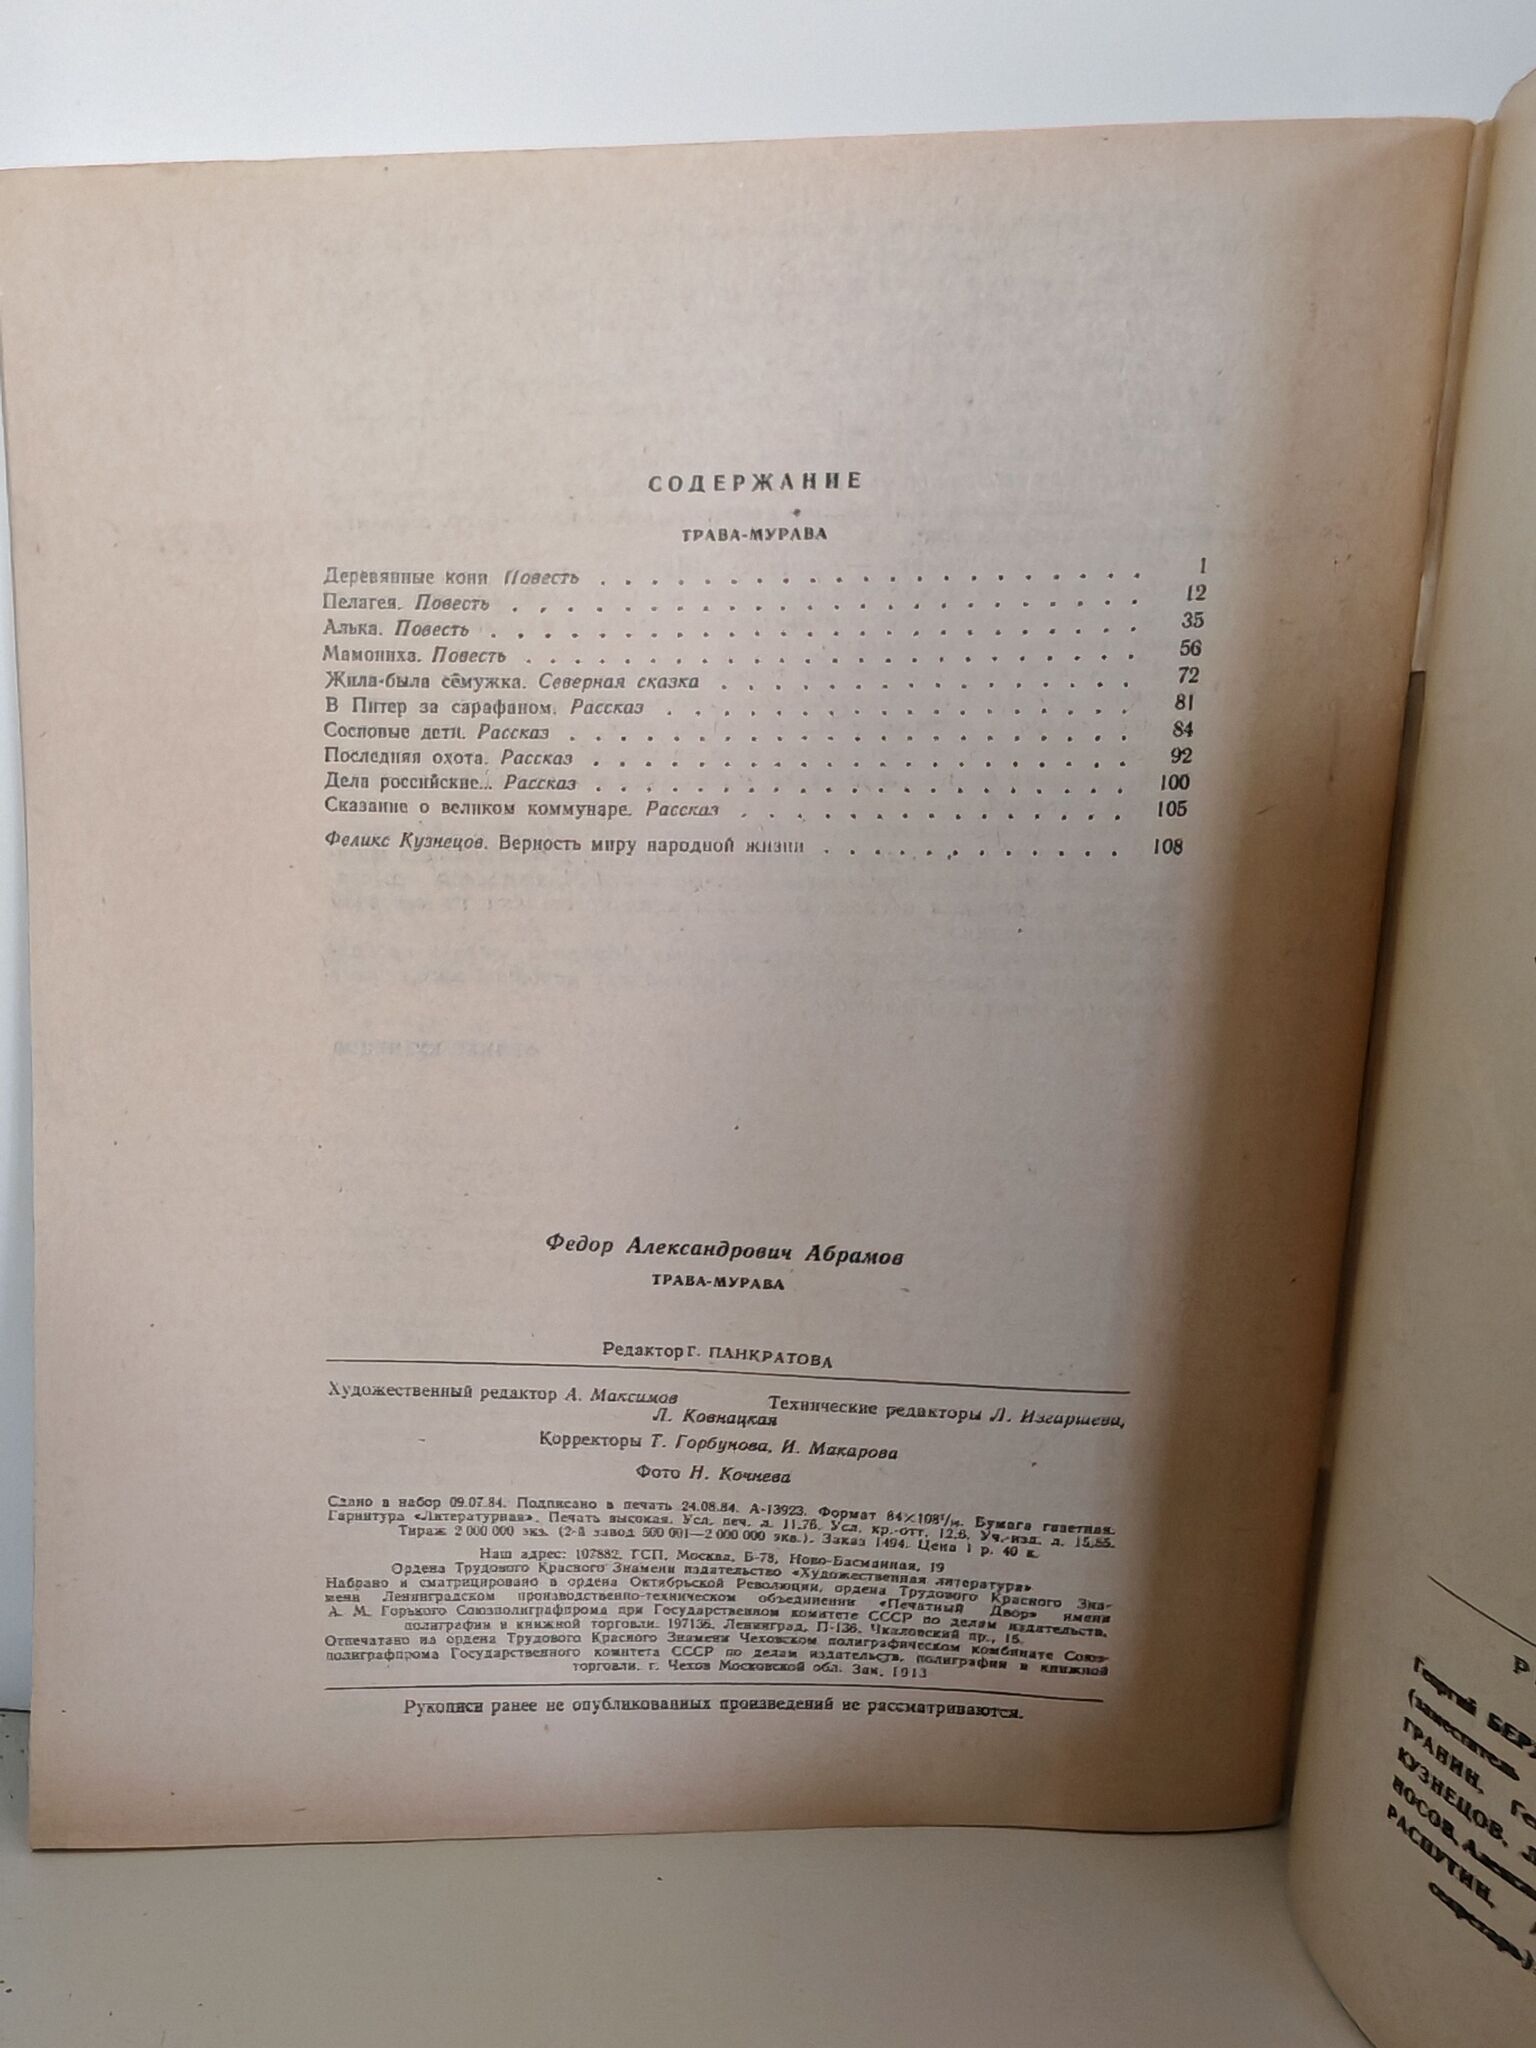 СОДЕРЖАНИЕ
ТРАВА-МУРАВА
Деревянные кони Повесть . . . . . . . . . . . . . . . . . . . . . 1
Пелагея. Повесть . . . . . . . . . . . . . . . . . . . . . . . . 12
Алька. Повесть . . . . . . . . . . . . . . . . . . . . . . . . . 35
Мамониха. Повесть . . . . . . . . . . . . . . . . . . . . . . . . 56
Жила-была сёмужка. Северная сказка . . . . . . . . . . . . . . . . 72
В Питер за сарафаном. Рассказ . . . . . . . . . . . . . . . . . . 81
Сосновые дети. Рассказ . . . . . . . . . . . . . . . . . . . . . . 84
Последняя охота. Рассказ . . . . . . . . . . . . . . . . . . . . . 92
Дела российские... Рассказ . . . . . . . . . . . . . . . . . . . . 100
Сказание о великом коммунаре. Рассказ . . . . . . . . . . . . . . . 105
Феликс Кузнецов. Верность миру народной жизни . . . . . . . . . . . . 108
Федор Александрович Абрамов
ТРАВА-МУРАВА
Редактор Г. ПАНКРАТОВА
Художественный редактор А. Максимов Технические редакторы Л. Изгаршева,
Л. Ковнацкая
Корректоры Т. Горбунова, И. Макарова
Фото Н. Кочнева
Сдано в набор 09.07.84. Подписано в печать 24.08.84. А-13923. Формат 84×108¹/₁₆. Бумага газетная.
Гарнитура «Литературная». Печать высокая. Усл. печ. л. 11,76. Усл. кр.-отт. 12,6. Уч.-изд. л. 15,85.
Тираж 2 000 000 экз. (2-й завод 500 001—2 000 000 экз.). Заказ 1494. Цена 1 р. 40 к.
Наш адрес: 107882, ГСП, Москва, Б-78, Ново-Басманная, 19
Ордена Трудового Красного Знамени издательство «Художественная литература»
Набрано и сматрицировано в ордена Октябрьской Революции, ордена Трудового Красного Зна-
мени Ленинградском производственно-техническом объединении «Печатный Двор» имени
А. М. Горького Союзполиграфпрома при Государственном комитете СССР по делам издательств,
полиграфии и книжной торговли. 197136, Ленинград, П-136, Чкаловский пр., 15.
Отпечатано на ордена Трудового Красного Знамени Чеховском полиграфическом комбинате Союз-
полиграфпрома Государственного комитета СССР по делам издательств, полиграфии и книжной
торговли. г. Чехов Московской обл. Зак. 1913
Рукописи ранее не опубликованных произведений не рассматриваются.
Георгий
(заместитель
ГРАНИН,
КУЗНЕЦОВ,
НОСОВ,
РАСПУТИН,